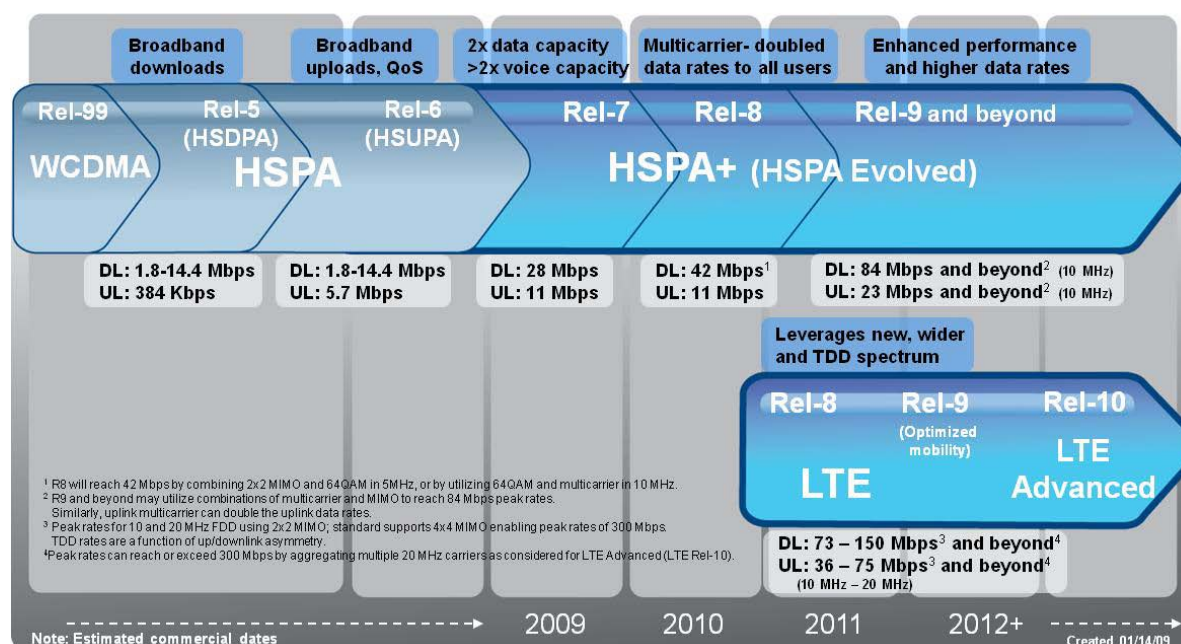 Broadband
downloads
Broadband
uploads, QoS
2x data capacity
>2x voice capacity
Multicarrier- doubled
data rates to all users
Enhanced performance
and higher data rates
Rel-99
WCDMA
Rel-5
(HSDPA)
Rel-6
(HSUPA)
HSPA
Rel-7
Rel-8
Rel-9 and beyond
HSPA+ (HSPA Evolved)
DL: 1.8-14.4 Mbps
UL: 384 Kbps
DL: 1.8-14.4 Mbps
UL: 5.7 Mbps
DL: 28 Mbps
UL: 11 Mbps
DL: 42 Mbps¹
UL: 11 Mbps
DL: 84 Mbps and beyond² (10 MHz)
UL: 23 Mbps and beyond² (10 MHz)
Leverages new, wider
and TDD spectrum
Rel-8
Rel-9
(Optimized
mobility)
Rel-10
LTE
LTE
Advanced
DL: 73 – 150 Mbps³ and beyond⁴
UL: 36 – 75 Mbps³ and beyond⁴
(10 MHz – 20 MHz)
¹ R8 will reach 42 Mbps by combining 2x2 MIMO and 64QAM in 5MHz, or by utilizing 64QAM and multicarrier in 10 MHz.
² R9 and beyond may utilize combinations of multicarrier and MIMO to reach 84 Mbps peak rates.
Similarly, uplink multicarrier can double the uplink data rates.
³ Peak rates for 10 and 20 MHz FDD using 2x2 MIMO; standard supports 4x4 MIMO enabling peak rates of 300 Mbps.
TDD rates are a function of up/downlink asymmetry.
⁴Peak rates can reach or exceed 300 Mbps by aggregating multiple 20 MHz carriers as considered for LTE Advanced (LTE Rel-10).
2009
2010
2011
2012+
Note: Estimated commercial dates
Created 01/14/09